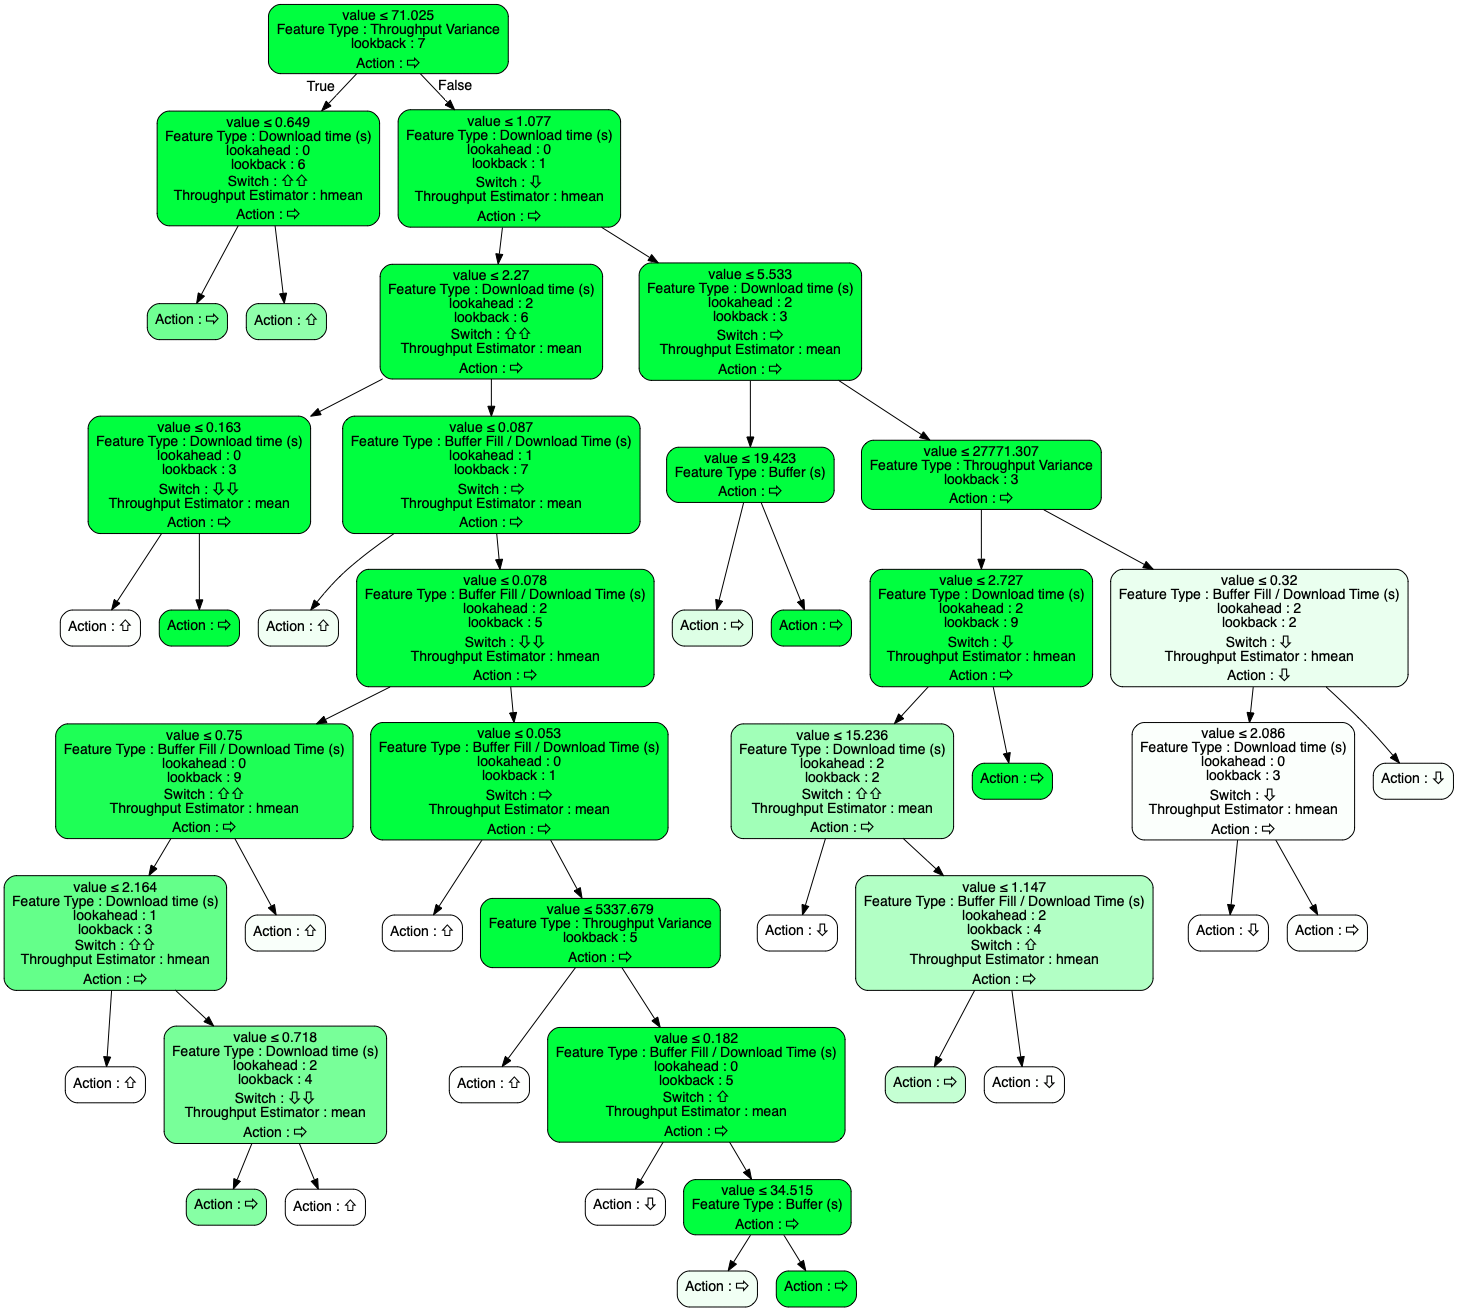 value ≤ 71.025
Feature Type : Throughput Variance
lookback : 7
Action : ⇨
True
False
value ≤ 0.649
Feature Type : Download time (s)
lookahead : 0
lookback : 6
Switch : ⇧⇧
Throughput Estimator : hmean
Action : ⇨
value ≤ 1.077
Feature Type : Download time (s)
lookahead : 0
lookback : 1
Switch : ⇩
Throughput Estimator : hmean
Action : ⇨
Action : ⇨
Action : ⇧
value ≤ 2.27
Feature Type : Download time (s)
lookahead : 2
lookback : 6
Switch : ⇧⇧
Throughput Estimator : mean
Action : ⇨
value ≤ 5.533
Feature Type : Download time (s)
lookahead : 2
lookback : 3
Switch : ⇨
Throughput Estimator : mean
Action : ⇨
value ≤ 0.163
Feature Type : Download time (s)
lookahead : 0
lookback : 3
Switch : ⇩⇩
Throughput Estimator : mean
Action : ⇨
value ≤ 0.087
Feature Type : Buffer Fill / Download Time (s)
lookahead : 1
lookback : 7
Switch : ⇨
Throughput Estimator : mean
Action : ⇨
value ≤ 19.423
Feature Type : Buffer (s)
Action : ⇨
value ≤ 27771.307
Feature Type : Throughput Variance
lookback : 3
Action : ⇨
Action : ⇧
Action : ⇨
Action : ⇧
value ≤ 0.078
Feature Type : Buffer Fill / Download Time (s)
lookahead : 2
lookback : 5
Switch : ⇩⇩
Throughput Estimator : hmean
Action : ⇨
Action : ⇨
Action : ⇨
value ≤ 2.727
Feature Type : Download time (s)
lookahead : 2
lookback : 9
Switch : ⇩
Throughput Estimator : hmean
Action : ⇨
value ≤ 0.32
Feature Type : Buffer Fill / Download Time (s)
lookahead : 2
lookback : 2
Switch : ⇩
Throughput Estimator : hmean
Action : ⇩
value ≤ 0.75
Feature Type : Buffer Fill / Download Time (s)
lookahead : 0
lookback : 9
Switch : ⇧⇧
Throughput Estimator : hmean
Action : ⇨
value ≤ 0.053
Feature Type : Buffer Fill / Download Time (s)
lookahead : 0
lookback : 1
Switch : ⇨
Throughput Estimator : mean
Action : ⇨
value ≤ 15.236
Feature Type : Download time (s)
lookahead : 2
lookback : 2
Switch : ⇧⇧
Throughput Estimator : mean
Action : ⇨
Action : ⇨
value ≤ 2.086
Feature Type : Download time (s)
lookahead : 0
lookback : 3
Switch : ⇩
Throughput Estimator : hmean
Action : ⇨
Action : ⇩
value ≤ 2.164
Feature Type : Download time (s)
lookahead : 1
lookback : 3
Switch : ⇧⇧
Throughput Estimator : hmean
Action : ⇨
Action : ⇧
Action : ⇧
value ≤ 5337.679
Feature Type : Throughput Variance
lookback : 5
Action : ⇨
Action : ⇩
value ≤ 1.147
Feature Type : Buffer Fill / Download Time (s)
lookahead : 2
lookback : 4
Switch : ⇧
Throughput Estimator : hmean
Action : ⇨
Action : ⇩
Action : ⇨
Action : ⇧
value ≤ 0.718
Feature Type : Download time (s)
lookahead : 2
lookback : 4
Switch : ⇩⇩
Throughput Estimator : mean
Action : ⇨
Action : ⇧
value ≤ 0.182
Feature Type : Buffer Fill / Download Time (s)
lookahead : 0
lookback : 5
Switch : ⇧
Throughput Estimator : mean
Action : ⇨
Action : ⇨
Action : ⇩
Action : ⇨
Action : ⇧
Action : ⇩
value ≤ 34.515
Feature Type : Buffer (s)
Action : ⇨
Action : ⇨
Action : ⇨